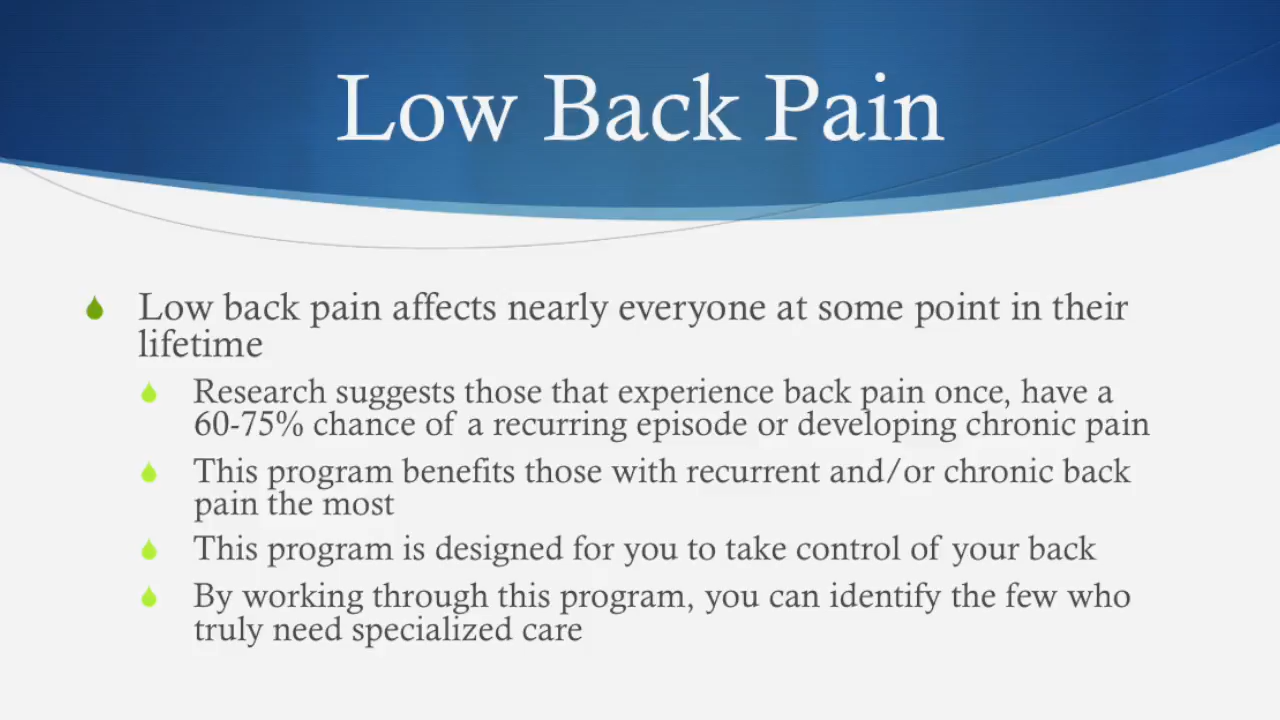 Low Back Pain
Low back pain affects nearly everyone at some point in their
lifetime
Research suggests those that experience back pain once, have a
60-75% chance of a recurring episode or developing chronic pain
This program benefits those with recurrent and/or chronic back
pain the most
This program is designed for you to take control of your back
By working through this program, you can identify the few who
truly need specialized care